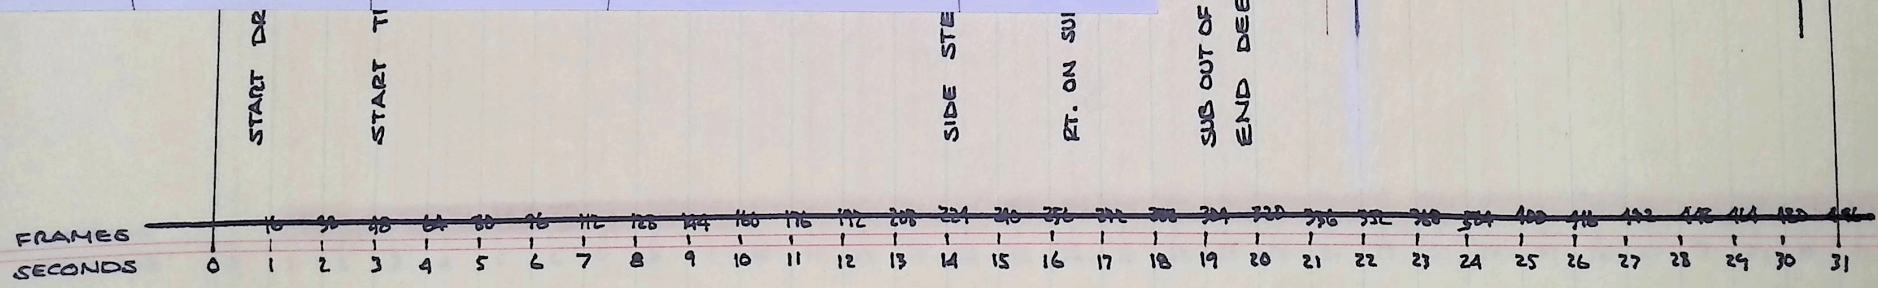 START DR
START TI
SIDE STE
RT. ON SUI
SUB OUT OF
END DEE
FRAMES 16 32 48 64 80 96 112 128 144 160 176 192 208 224 240 256 272 304 320 336 352 368 384 400 416 432 448 464 480 496
SECONDS 0 1 2 3 4 5 6 7 8 9 10 11 12 13 14 15 16 17 18 19 20 21 22 23 24 25 26 27 28 29 30 31